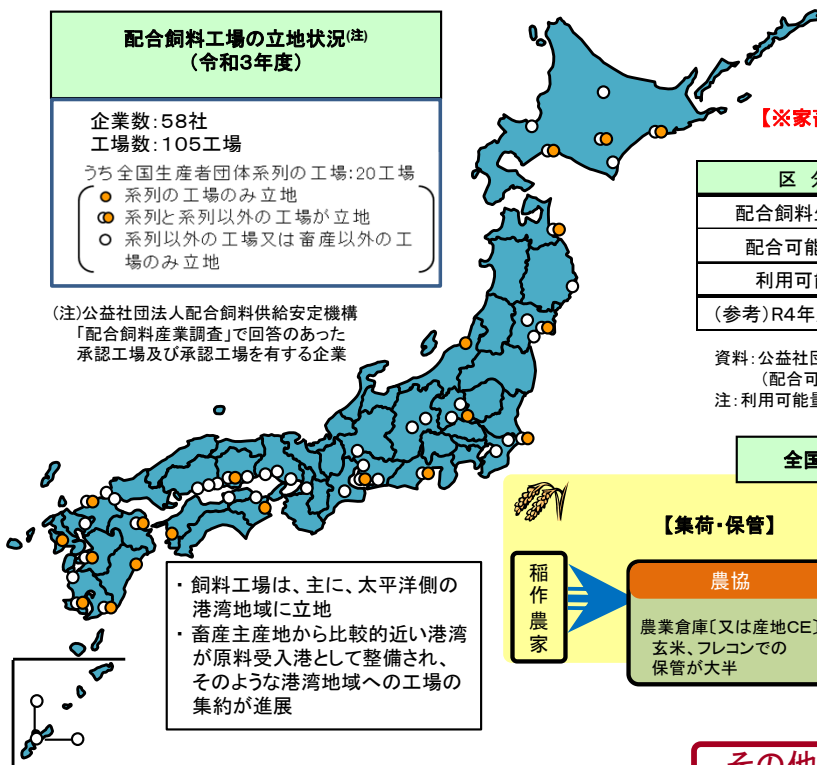 配合飼料工場の立地状況(注)
(令和3年度)
企業数:58社
工場数:105工場
うち全国生産者団体系列の工場:20工場
系列の工場のみ立地
系列と系列以外の工場が立地
系列以外の工場又は畜産以外の工
場のみ立地
(注)公益社団法人配合飼料供給安定機構
「配合飼料産業調査」で回答のあった
承認工場及び承認工場を有する企業
【※家畜
区 分
配合飼料生
配合可能
利用可能
(参考)R4年
資料:公益社団
(配合可
注:利用可能量
全国
【集荷・保管】
稲作農家
農協
農業倉庫〔又は産地CE〕
玄米、フレコンでの
保管が大半
・ 飼料工場は、主に、太平洋側の
港湾地域に立地
・ 畜産主産地から比較的近い港湾
が原料受入港として整備され、
そのような港湾地域への工場の
集約が進展
その他